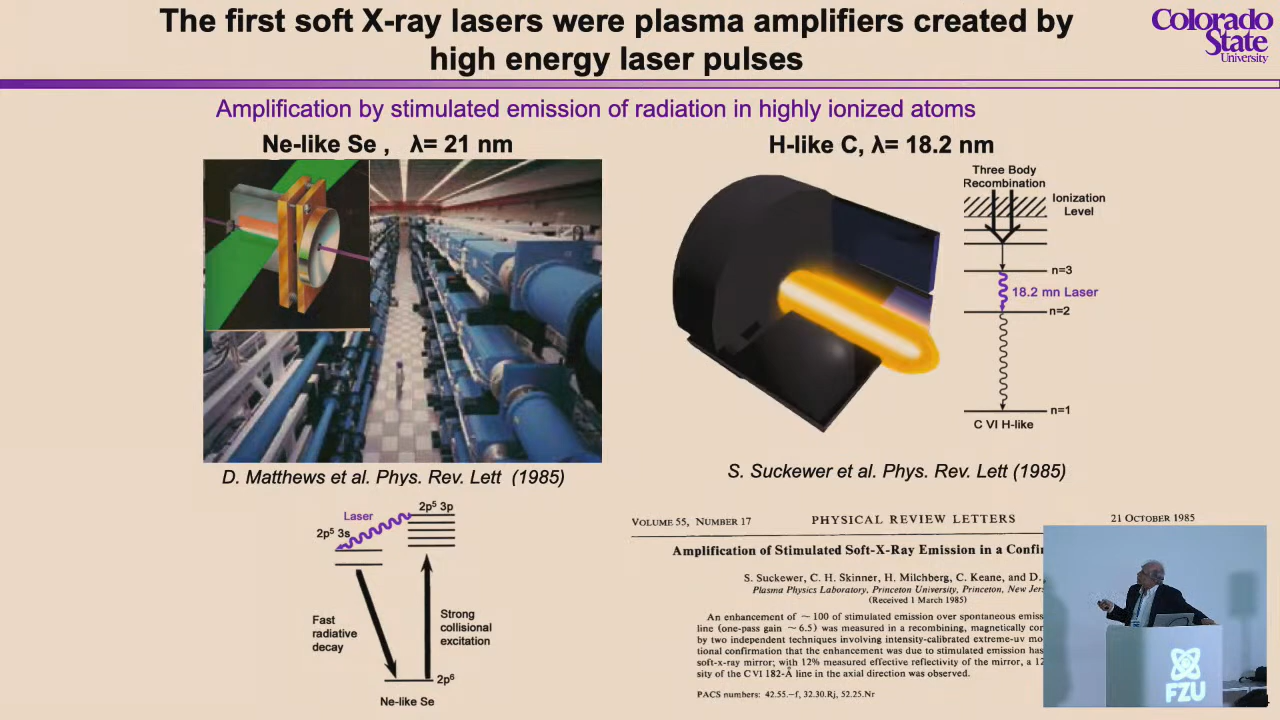 The first soft X-ray lasers were plasma amplifiers created by
high energy laser pulses
Colorado
State
University
Amplification by stimulated emission of radiation in highly ionized atoms
Ne-like Se , λ= 21 nm
H-like C, λ= 18.2 nm
Three Body
Recombination
Ionization
Level
n=3
18.2 mn Laser
n=2
n=1
C VI H-like
D. Matthews et al. Phys. Rev. Lett (1985)
S. Suckewer et al. Phys. Rev. Lett (1985)
2p⁵ 3p
Laser
2p⁵ 3s
Fast
radiative
decay
Strong
collisional
excitation
2p⁶
Ne-like Se
VOLUME 55, NUMBER 17 PHYSICAL REVIEW LETTERS 21 OCTOBER 1985
Amplification of Stimulated Soft-X-Ray Emission in a
S. Suckewer, C. H. Skinner, H. Milchberg, C. Keane, and D.
Plasma Physics Laboratory, Princeton University, Princeton, New
(Received 1 March 1985)
An enhancement of ~ 100 of stimulated emission over spontaneous
line (one-pass gain ~ 6.5) was measured in a recombining, magnetically
by two independent techniques involving intensity-calibrated extreme-uv
tional confirmation that the enhancement was due to stimulated emission has
soft-x-ray mirror; with 12% measured effective reflectivity of the mirror, a
sity of the C VI 182-Å line in the axial direction was observed.
PACS numbers: 42.55.−f, 32.30.Rj, 52.25.Nr
FZU